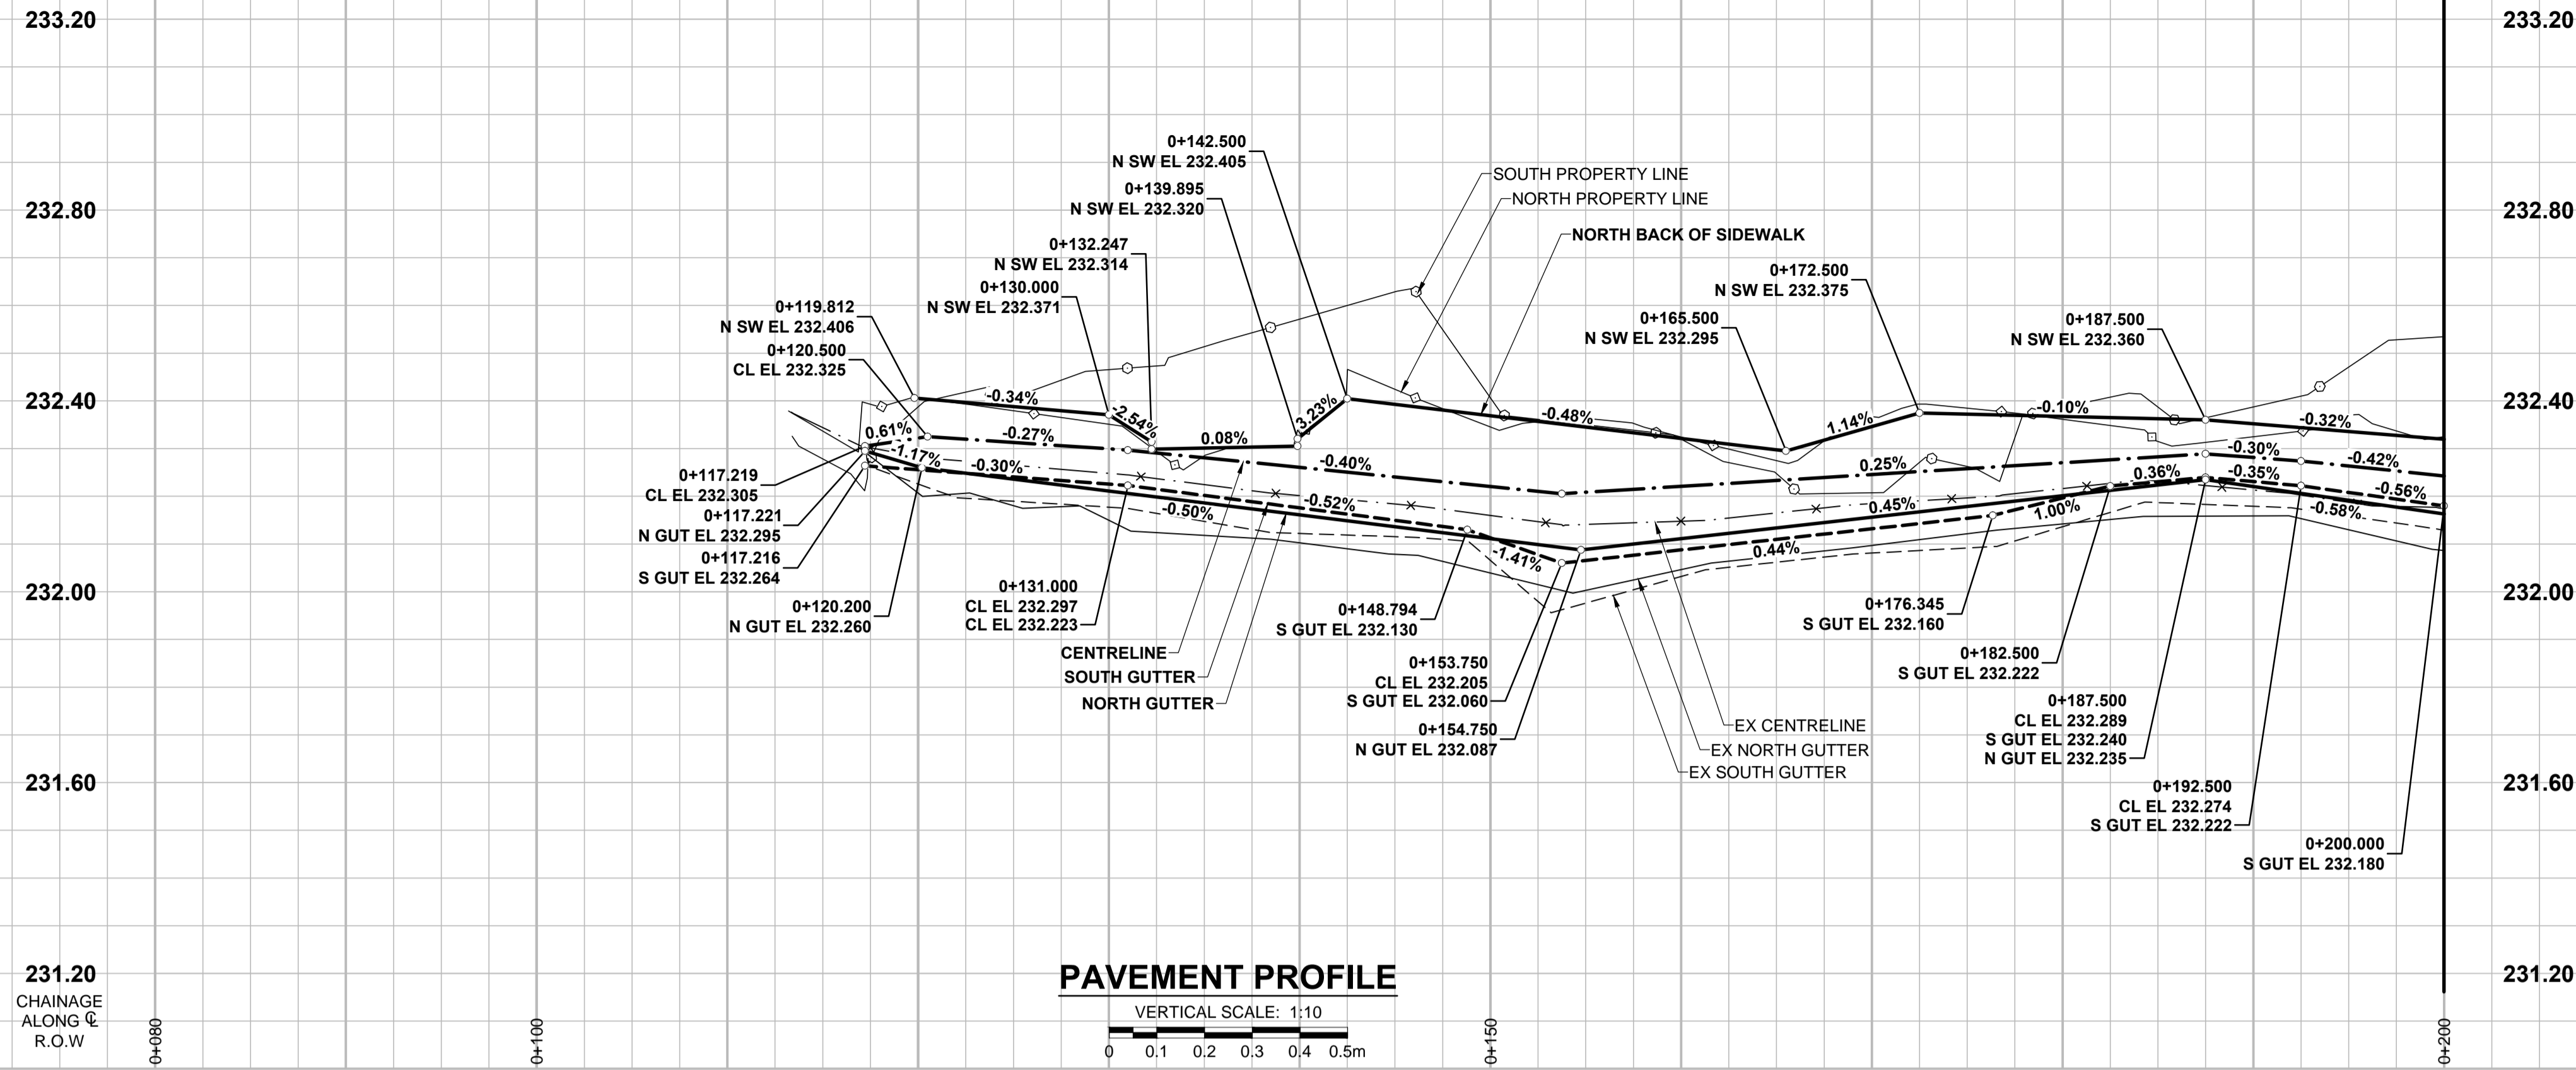 233.20
233.20
232.80
232.80
232.40
232.40
232.00
232.00
231.60
231.60
231.20
231.20
0+142.500
N SW EL 232.405
0+139.895
N SW EL 232.320
0+132.247
N SW EL 232.314
0+130.000
N SW EL 232.371
0+119.812
N SW EL 232.406
0+120.500
CL EL 232.325
SOUTH PROPERTY LINE
NORTH PROPERTY LINE
NORTH BACK OF SIDEWALK
0+172.500
N SW EL 232.375
0+165.500
N SW EL 232.295
0+187.500
N SW EL 232.360
-0.34%
-2.54%
0.08%
3.23%
-0.48%
1.14%
-0.10%
-0.32%
0.61%
-0.27%
-0.40%
0.25%
-0.30%
-0.42%
-1.17%
-0.30%
-0.52%
-0.50%
-1.41%
0.45%
0.44%
1.00%
0.36%
-0.35%
-0.56%
-0.58%
0+117.219
CL EL 232.305
0+117.221
N GUT EL 232.295
0+117.216
S GUT EL 232.264
0+120.200
N GUT EL 232.260
0+131.000
CL EL 232.297
CL EL 232.223
CENTRELINE
SOUTH GUTTER
NORTH GUTTER
0+148.794
S GUT EL 232.130
0+153.750
CL EL 232.205
S GUT EL 232.060
0+154.750
N GUT EL 232.087
EX CENTRELINE
EX NORTH GUTTER
EX SOUTH GUTTER
0+176.345
S GUT EL 232.160
0+182.500
S GUT EL 232.222
0+187.500
CL EL 232.289
S GUT EL 232.240
N GUT EL 232.235
0+192.500
CL EL 232.274
S GUT EL 232.222
0+200.000
S GUT EL 232.180
PAVEMENT PROFILE
VERTICAL SCALE: 1:10
0 0.1 0.2 0.3 0.4 0.5m
CHAINAGE
ALONG ℄
R.O.W
0+080
0+100
0+150
0+200